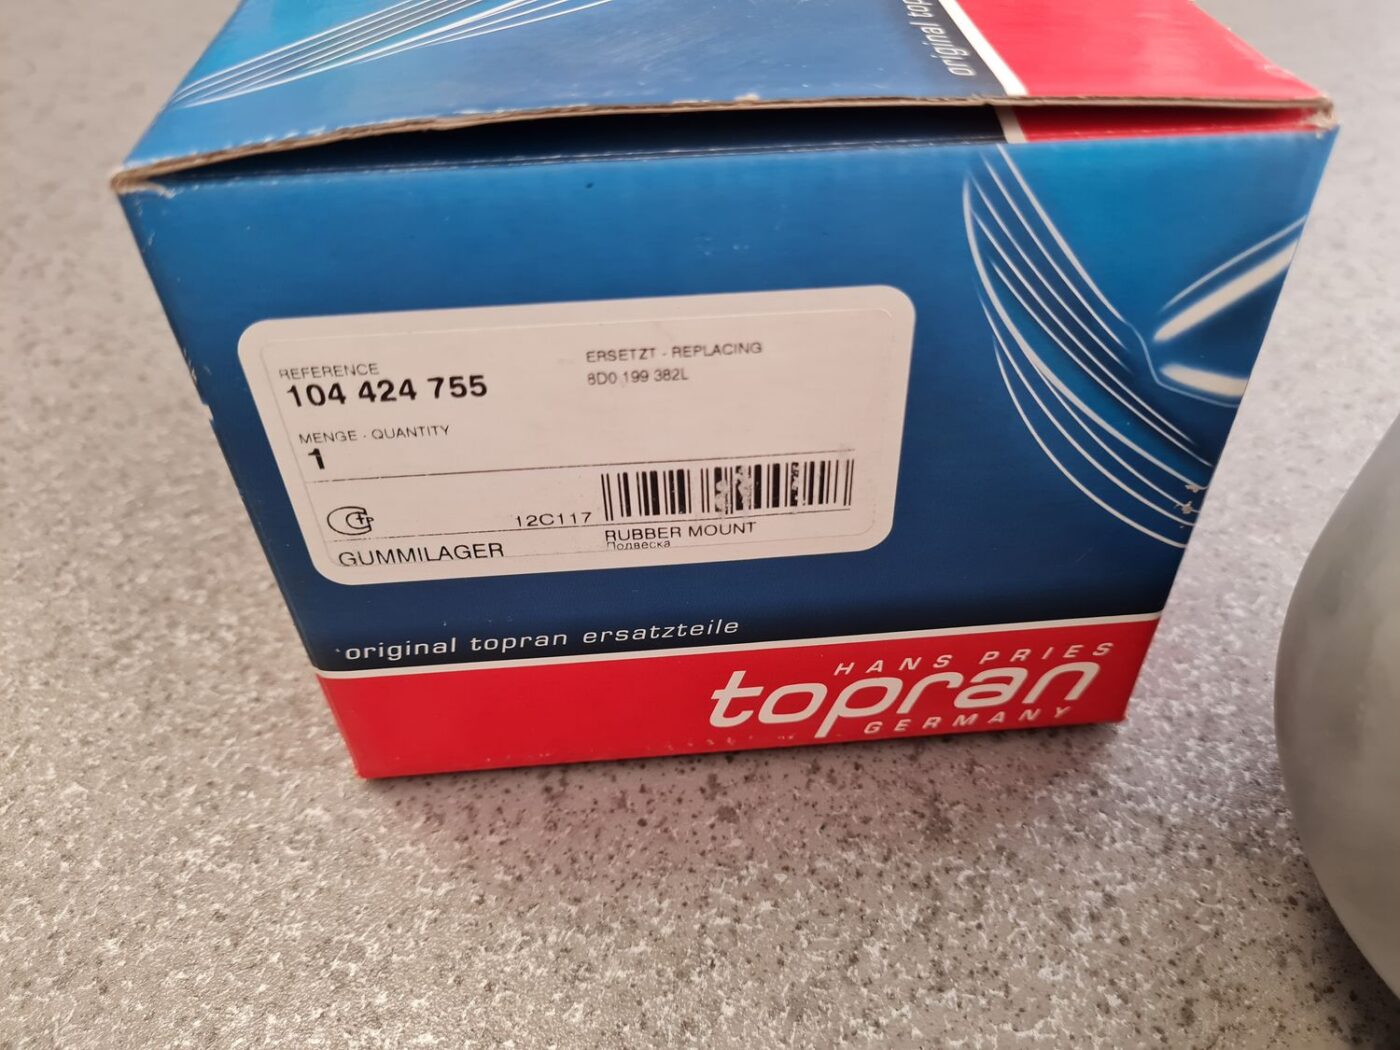 original top
REFERENCE
104 424 755
ERSETZT - REPLACING
8D0 199 382L
MENGE - QUANTITY
1
12C117
GUMMILAGER
RUBBER MOUNT
Подвеска
original topran ersatzteile
HANS PRIES
topran
GERMANY